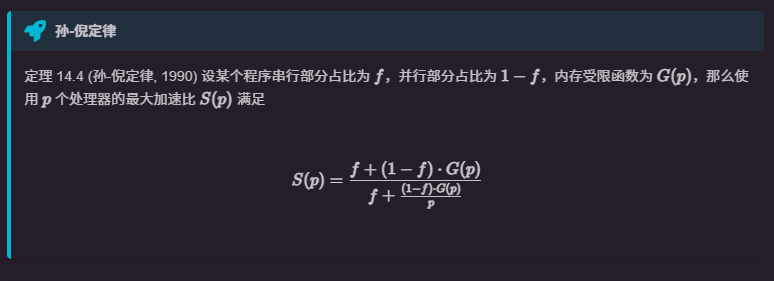 孙-倪定律
定理 14.4 (孙-倪定律, 1990) 设某个程序串行部分占比为 f，并行部分占比为 1 − f，内存受限函数为 G(p)，那么使
用 p 个处理器的最大加速比 S(p) 满足
S(p) = \frac{f + (1 − f) · G(p)}{f + \frac{(1−f)·G(p)}{p}}